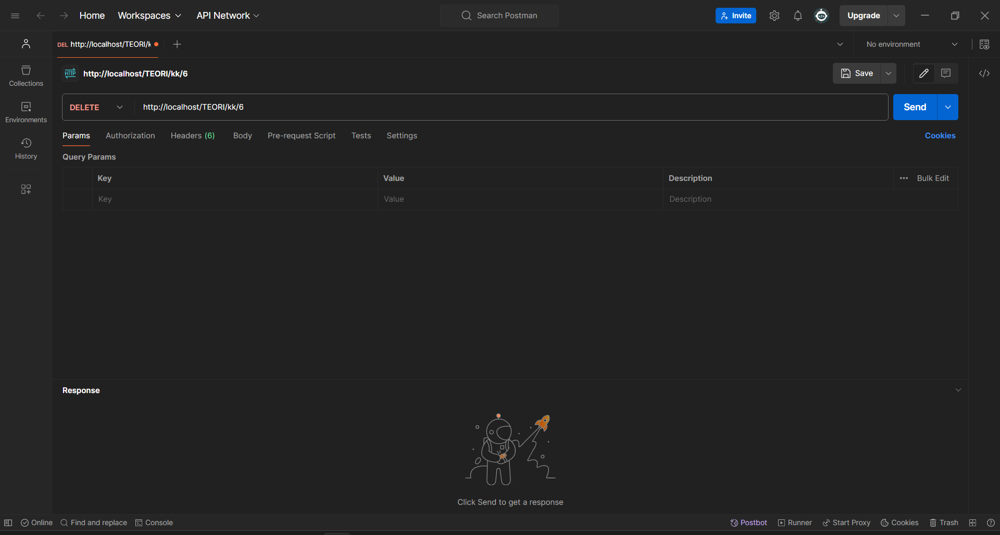 Home Workspaces API Network Search Postman Invite Upgrade
DEL http://localhost/TEORI/k No environment
HTTP http://localhost/TEORI/kk/6 Save
Collections
DELETE http://localhost/TEORI/kk/6 Send
Environments
Params Authorization Headers (6) Body Pre-request Script Tests Settings Cookies
History
Query Params
Key Value Description Bulk Edit
Key Value Description
Response
Click Send to get a response
Online Find and replace Console Postbot Runner Start Proxy Cookies Trash